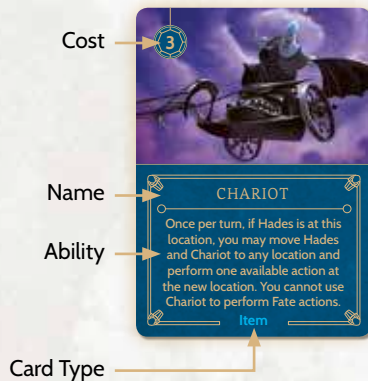 Cost
3
Name
CHARIOT
Ability
Once per turn, if Hades is at this
location, you may move Hades
and Chariot to any location and
perform one available action at
the new location. You cannot use
Chariot to perform Fate actions.
Item
Card Type